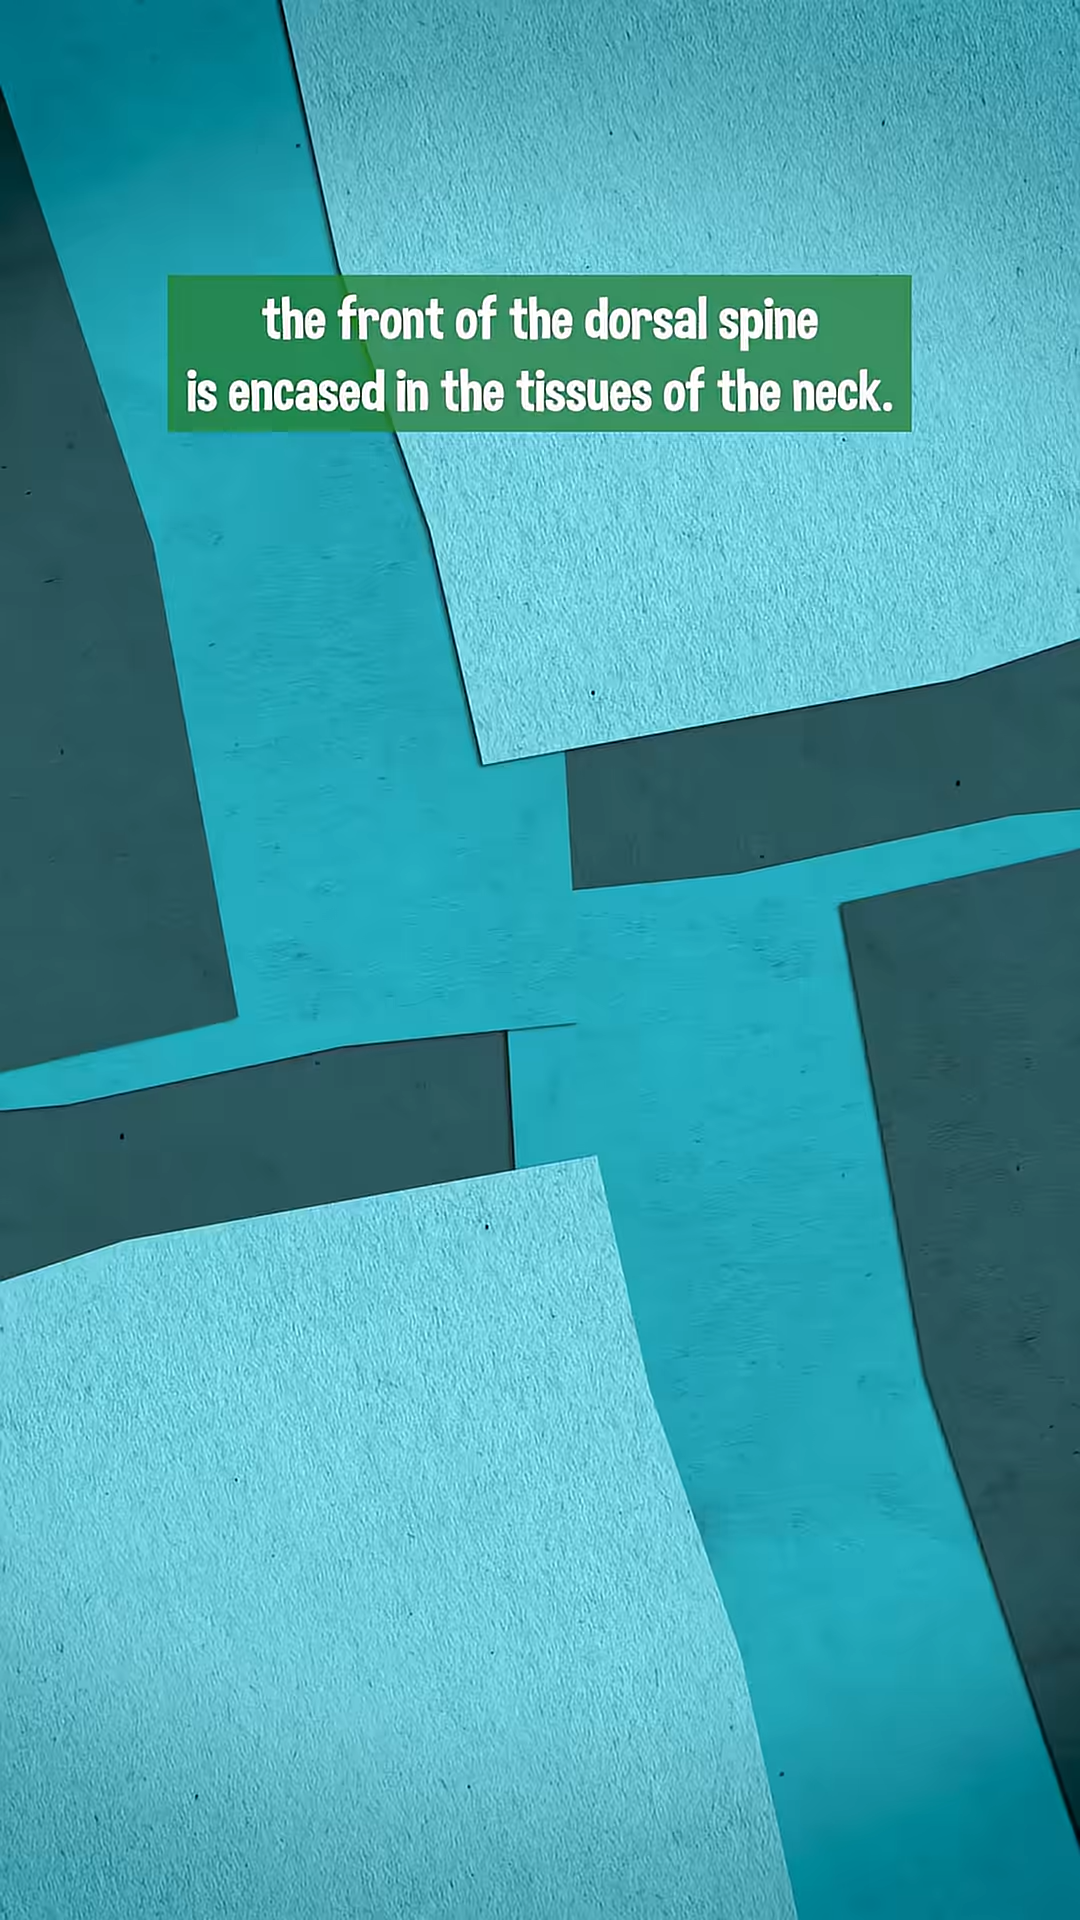 the front of the dorsal spine
is encased in the tissues of the neck.